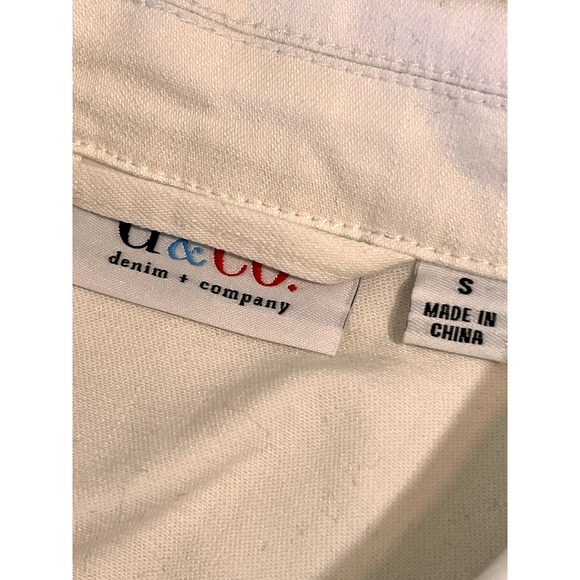 d&co.
denim + company
S
MADE IN
CHINA